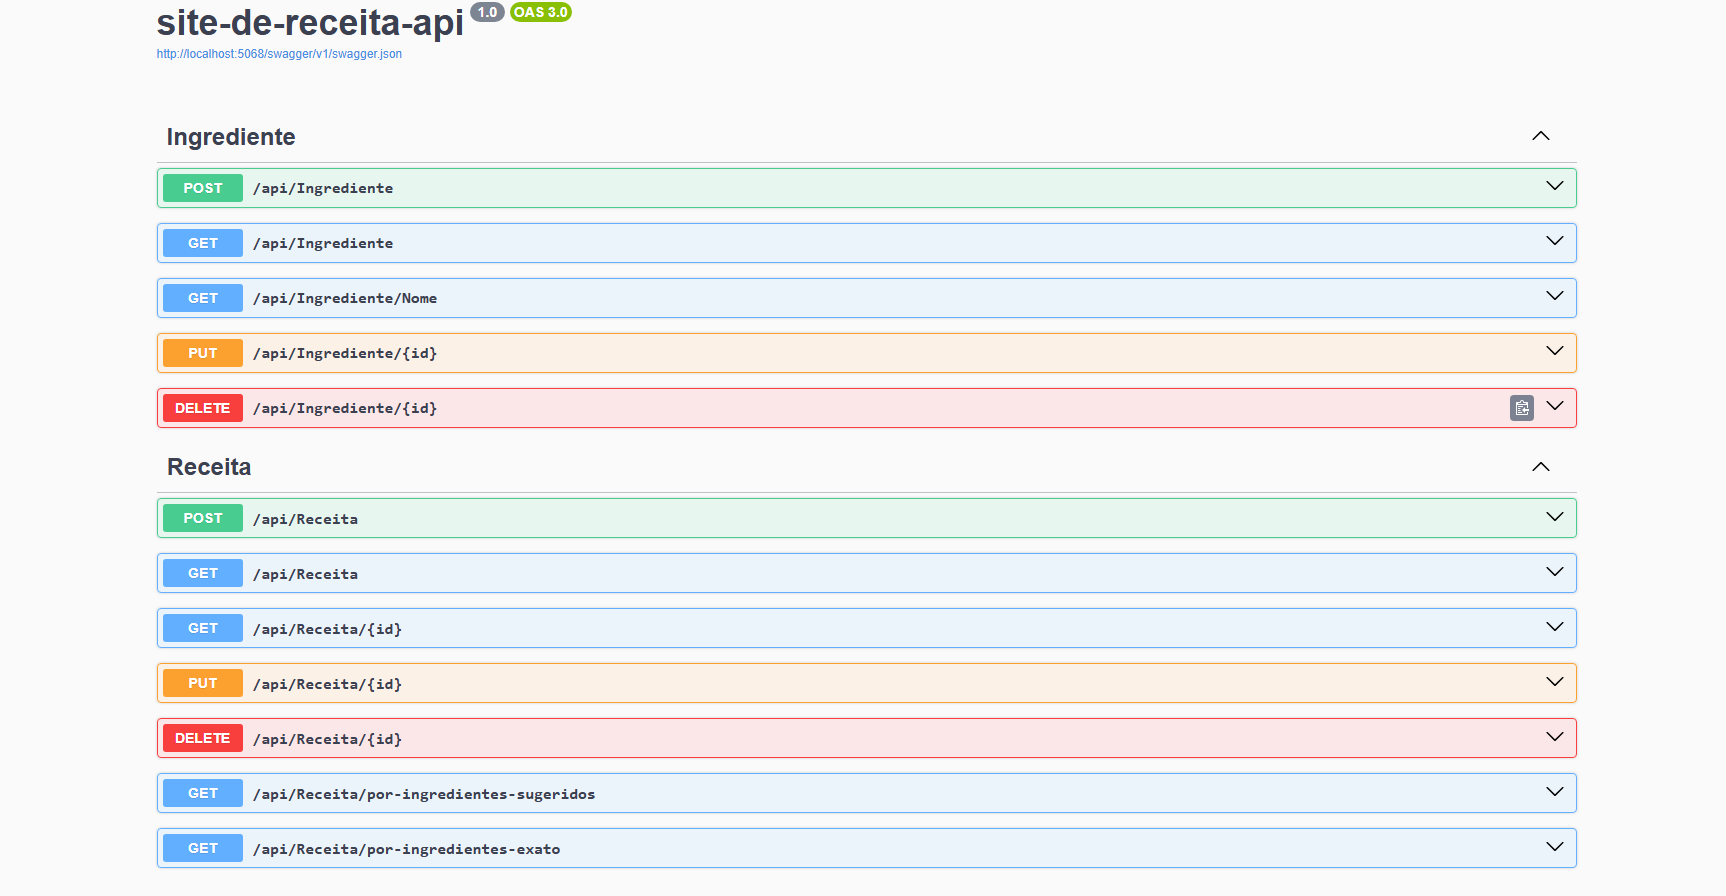 site-de-receita-api 1.0 OAS 3.0
http://localhost:5068/swagger/v1/swagger.json
Ingrediente
POST /api/Ingrediente
GET /api/Ingrediente
GET /api/Ingrediente/Nome
PUT /api/Ingrediente/{id}
DELETE /api/Ingrediente/{id}
Receita
POST /api/Receita
GET /api/Receita
GET /api/Receita/{id}
PUT /api/Receita/{id}
DELETE /api/Receita/{id}
GET /api/Receita/por-ingredientes-sugeridos
GET /api/Receita/por-ingredientes-exato